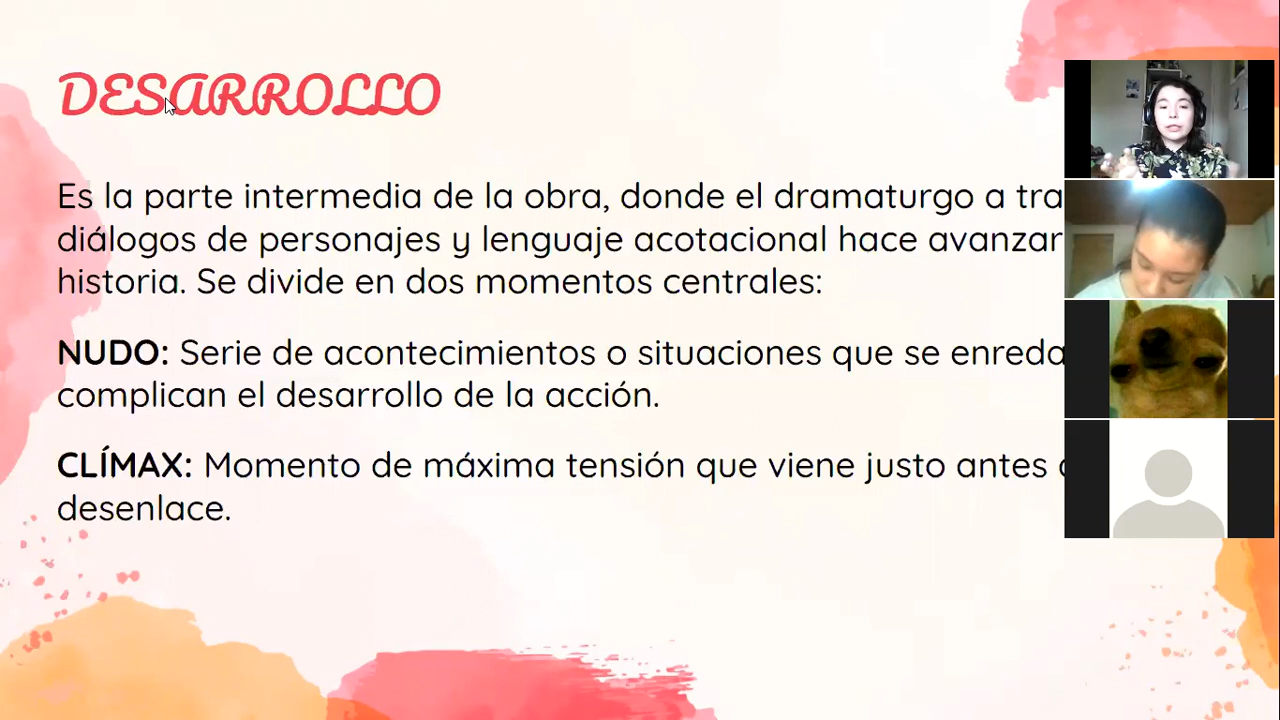 DESARROLLO
Es la parte intermedia de la obra, donde el dramaturgo a
diálogos de personajes y lenguaje acotacional hace avanzar
historia. Se divide en dos momentos centrales:
NUDO: Serie de acontecimientos o situaciones que se
complican el desarrollo de la acción.
CLÍMAX: Momento de máxima tensión que viene justo antes
desenlace.